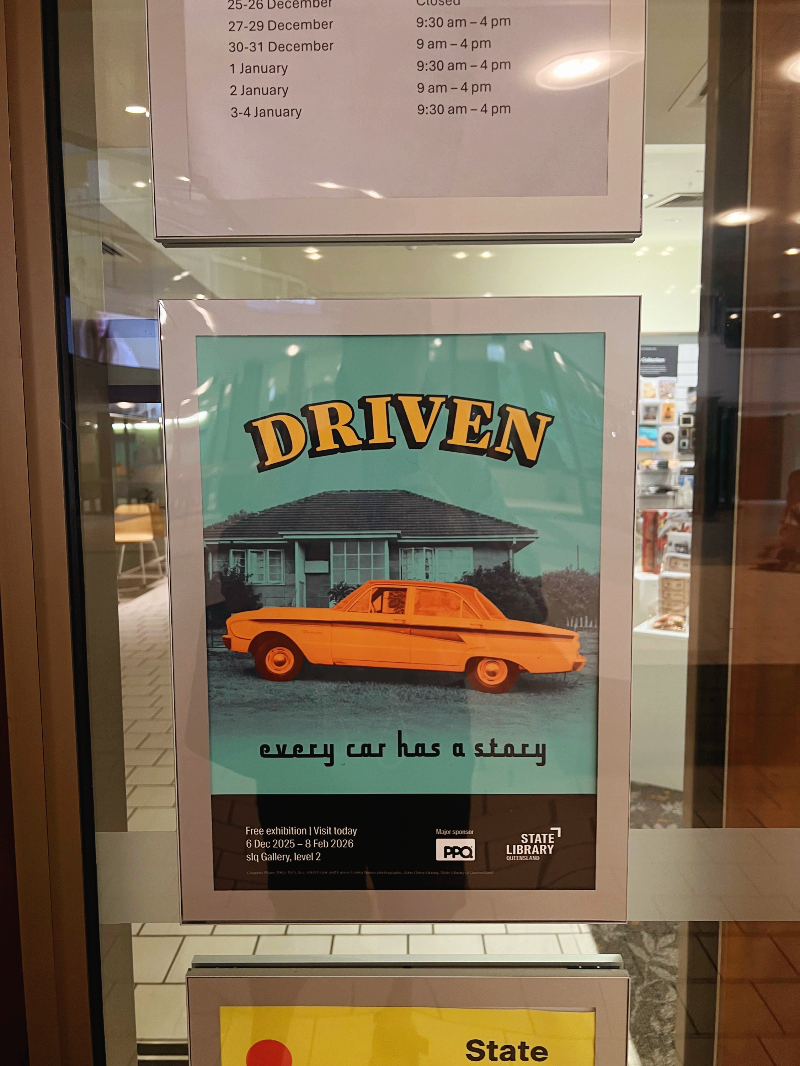 25-26 December Closed
27-29 December 9:30 am – 4 pm
30-31 December 9 am – 4 pm
1 January 9:30 am – 4 pm
2 January 9 am – 4 pm
3-4 January 9:30 am – 4 pm
DRIVEN
every car has a story
Free exhibition | Visit today
6 Dec 2025 – 8 Feb 2026
slq Gallery, level 2
Major sponsor
PPQ
STATE
LIBRARY
QUEENSLAND
State